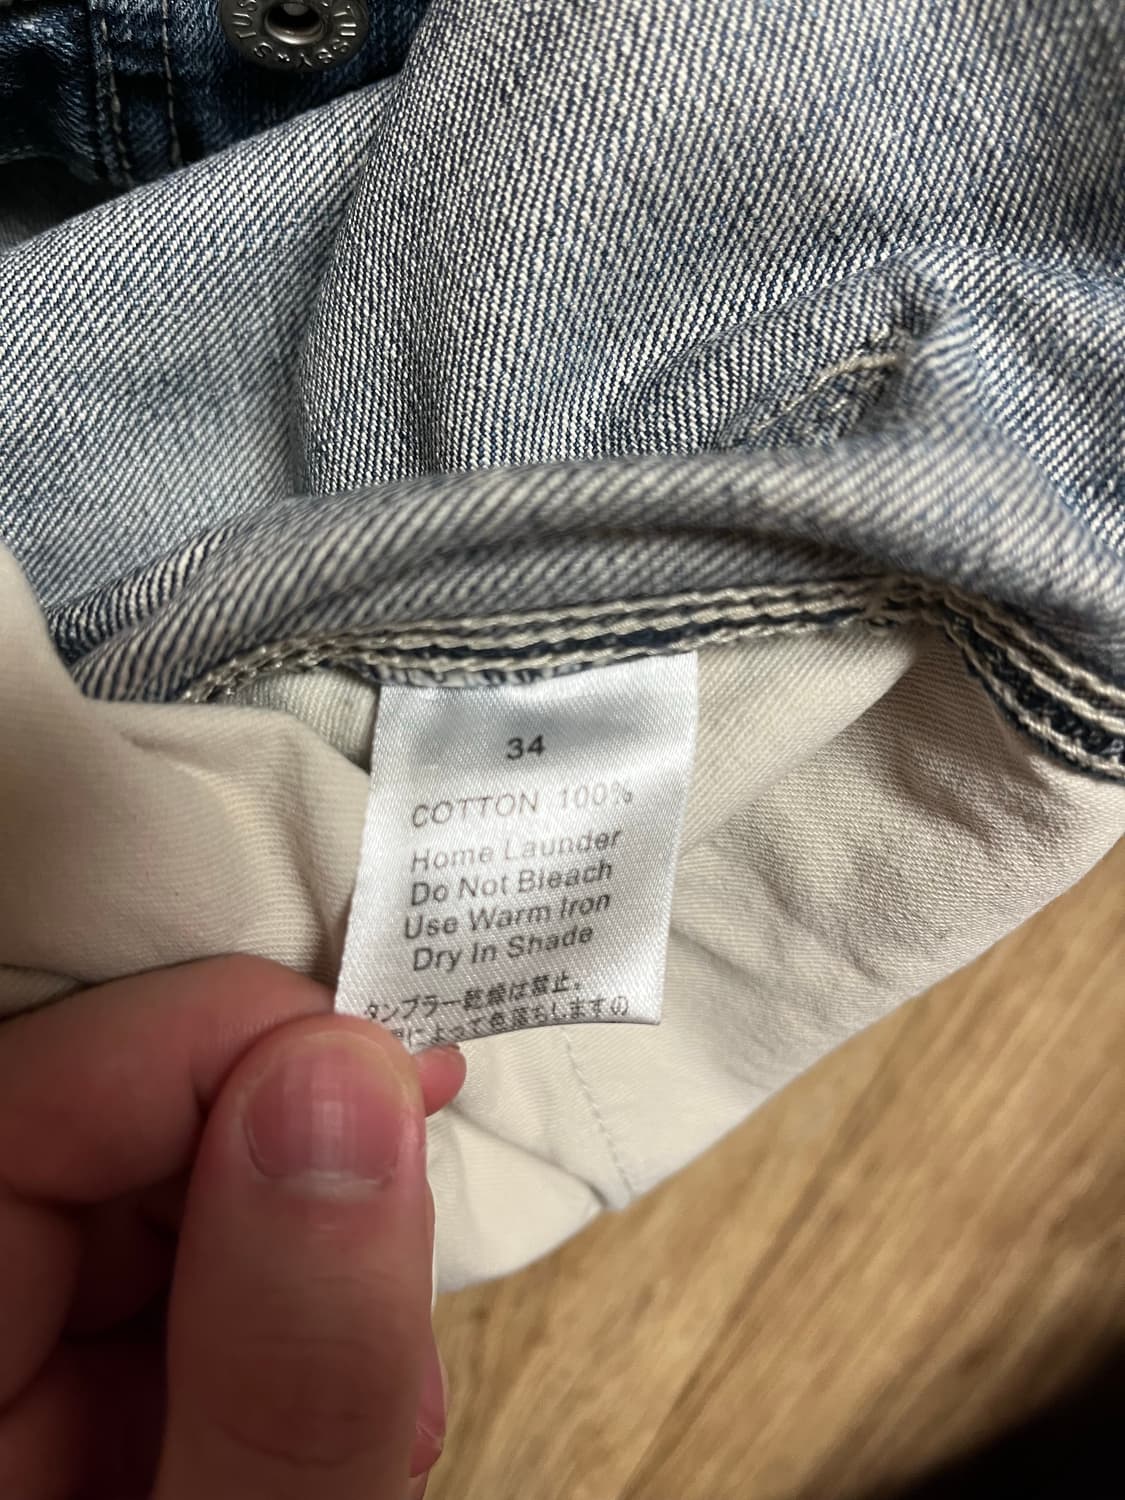 34
COTTON 100%
Home Launder
Do Not Bleach
Use Warm Iron
Dry In Shade
タンブラー乾燥は禁止。
によって色落ちしますの